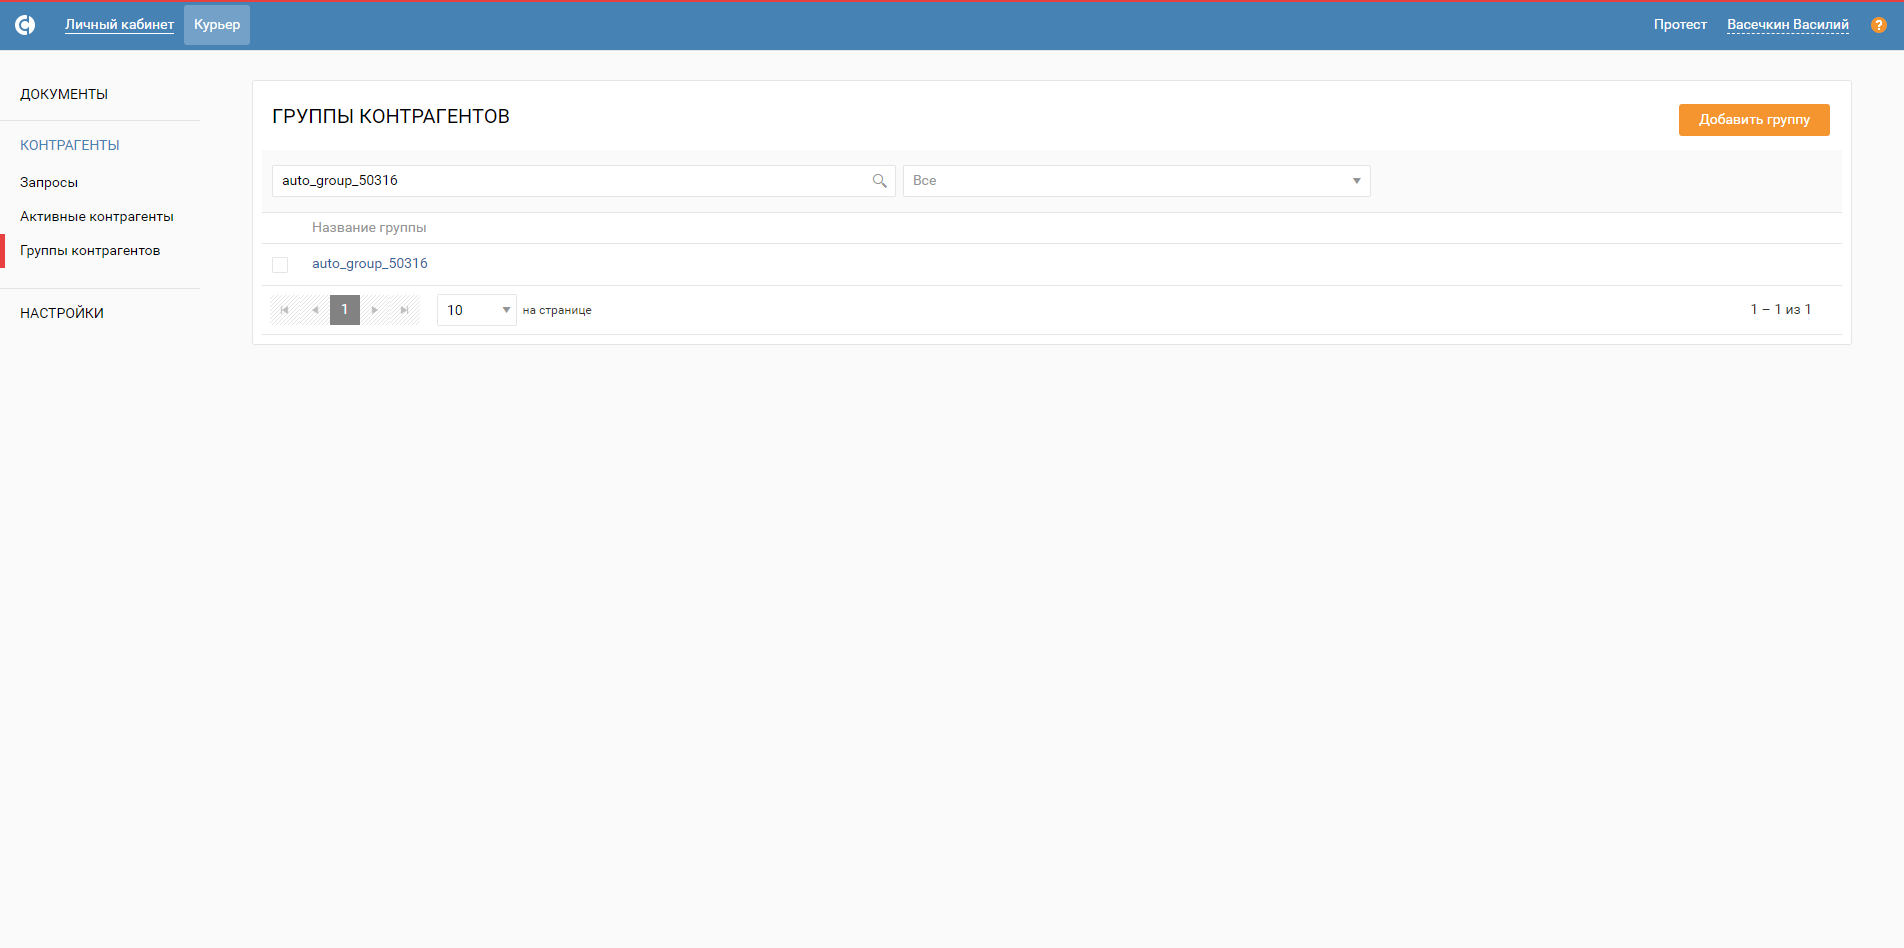 Личный кабинет Курьер Протест Васечкин Василий ?
ДОКУМЕНТЫ
КОНТРАГЕНТЫ
Запросы
Активные контрагенты
Группы контрагентов
НАСТРОЙКИ
ГРУППЫ КОНТРАГЕНТОВ
Добавить группу
auto_group_50316 Все
Название группы
auto_group_50316
1 10 на странице 1 – 1 из 1